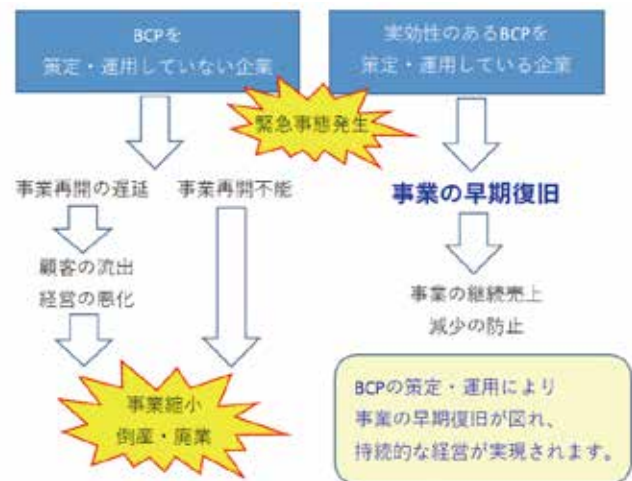 BCPを
策定・運用していない企業
実効性のあるBCPを
策定・運用している企業
緊急事態発生
事業再開の遅延
事業再開不能
事業の早期復旧
顧客の流出
経営の悪化
事業の継続売上
減少の防止
事業縮小
倒産・廃業
BCPの策定・運用により
事業の早期復旧が図れ、
持続的な経営が実現されます。